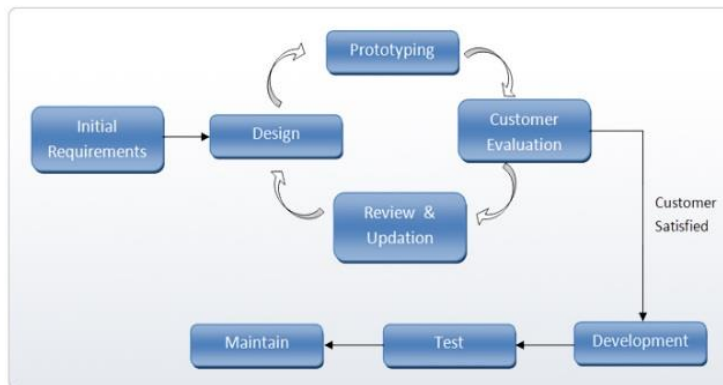 Prototyping
Initial
Requirements
Design
Customer
Evaluation
Review &
Updation
Customer
Satisfied
Maintain
Test
Development